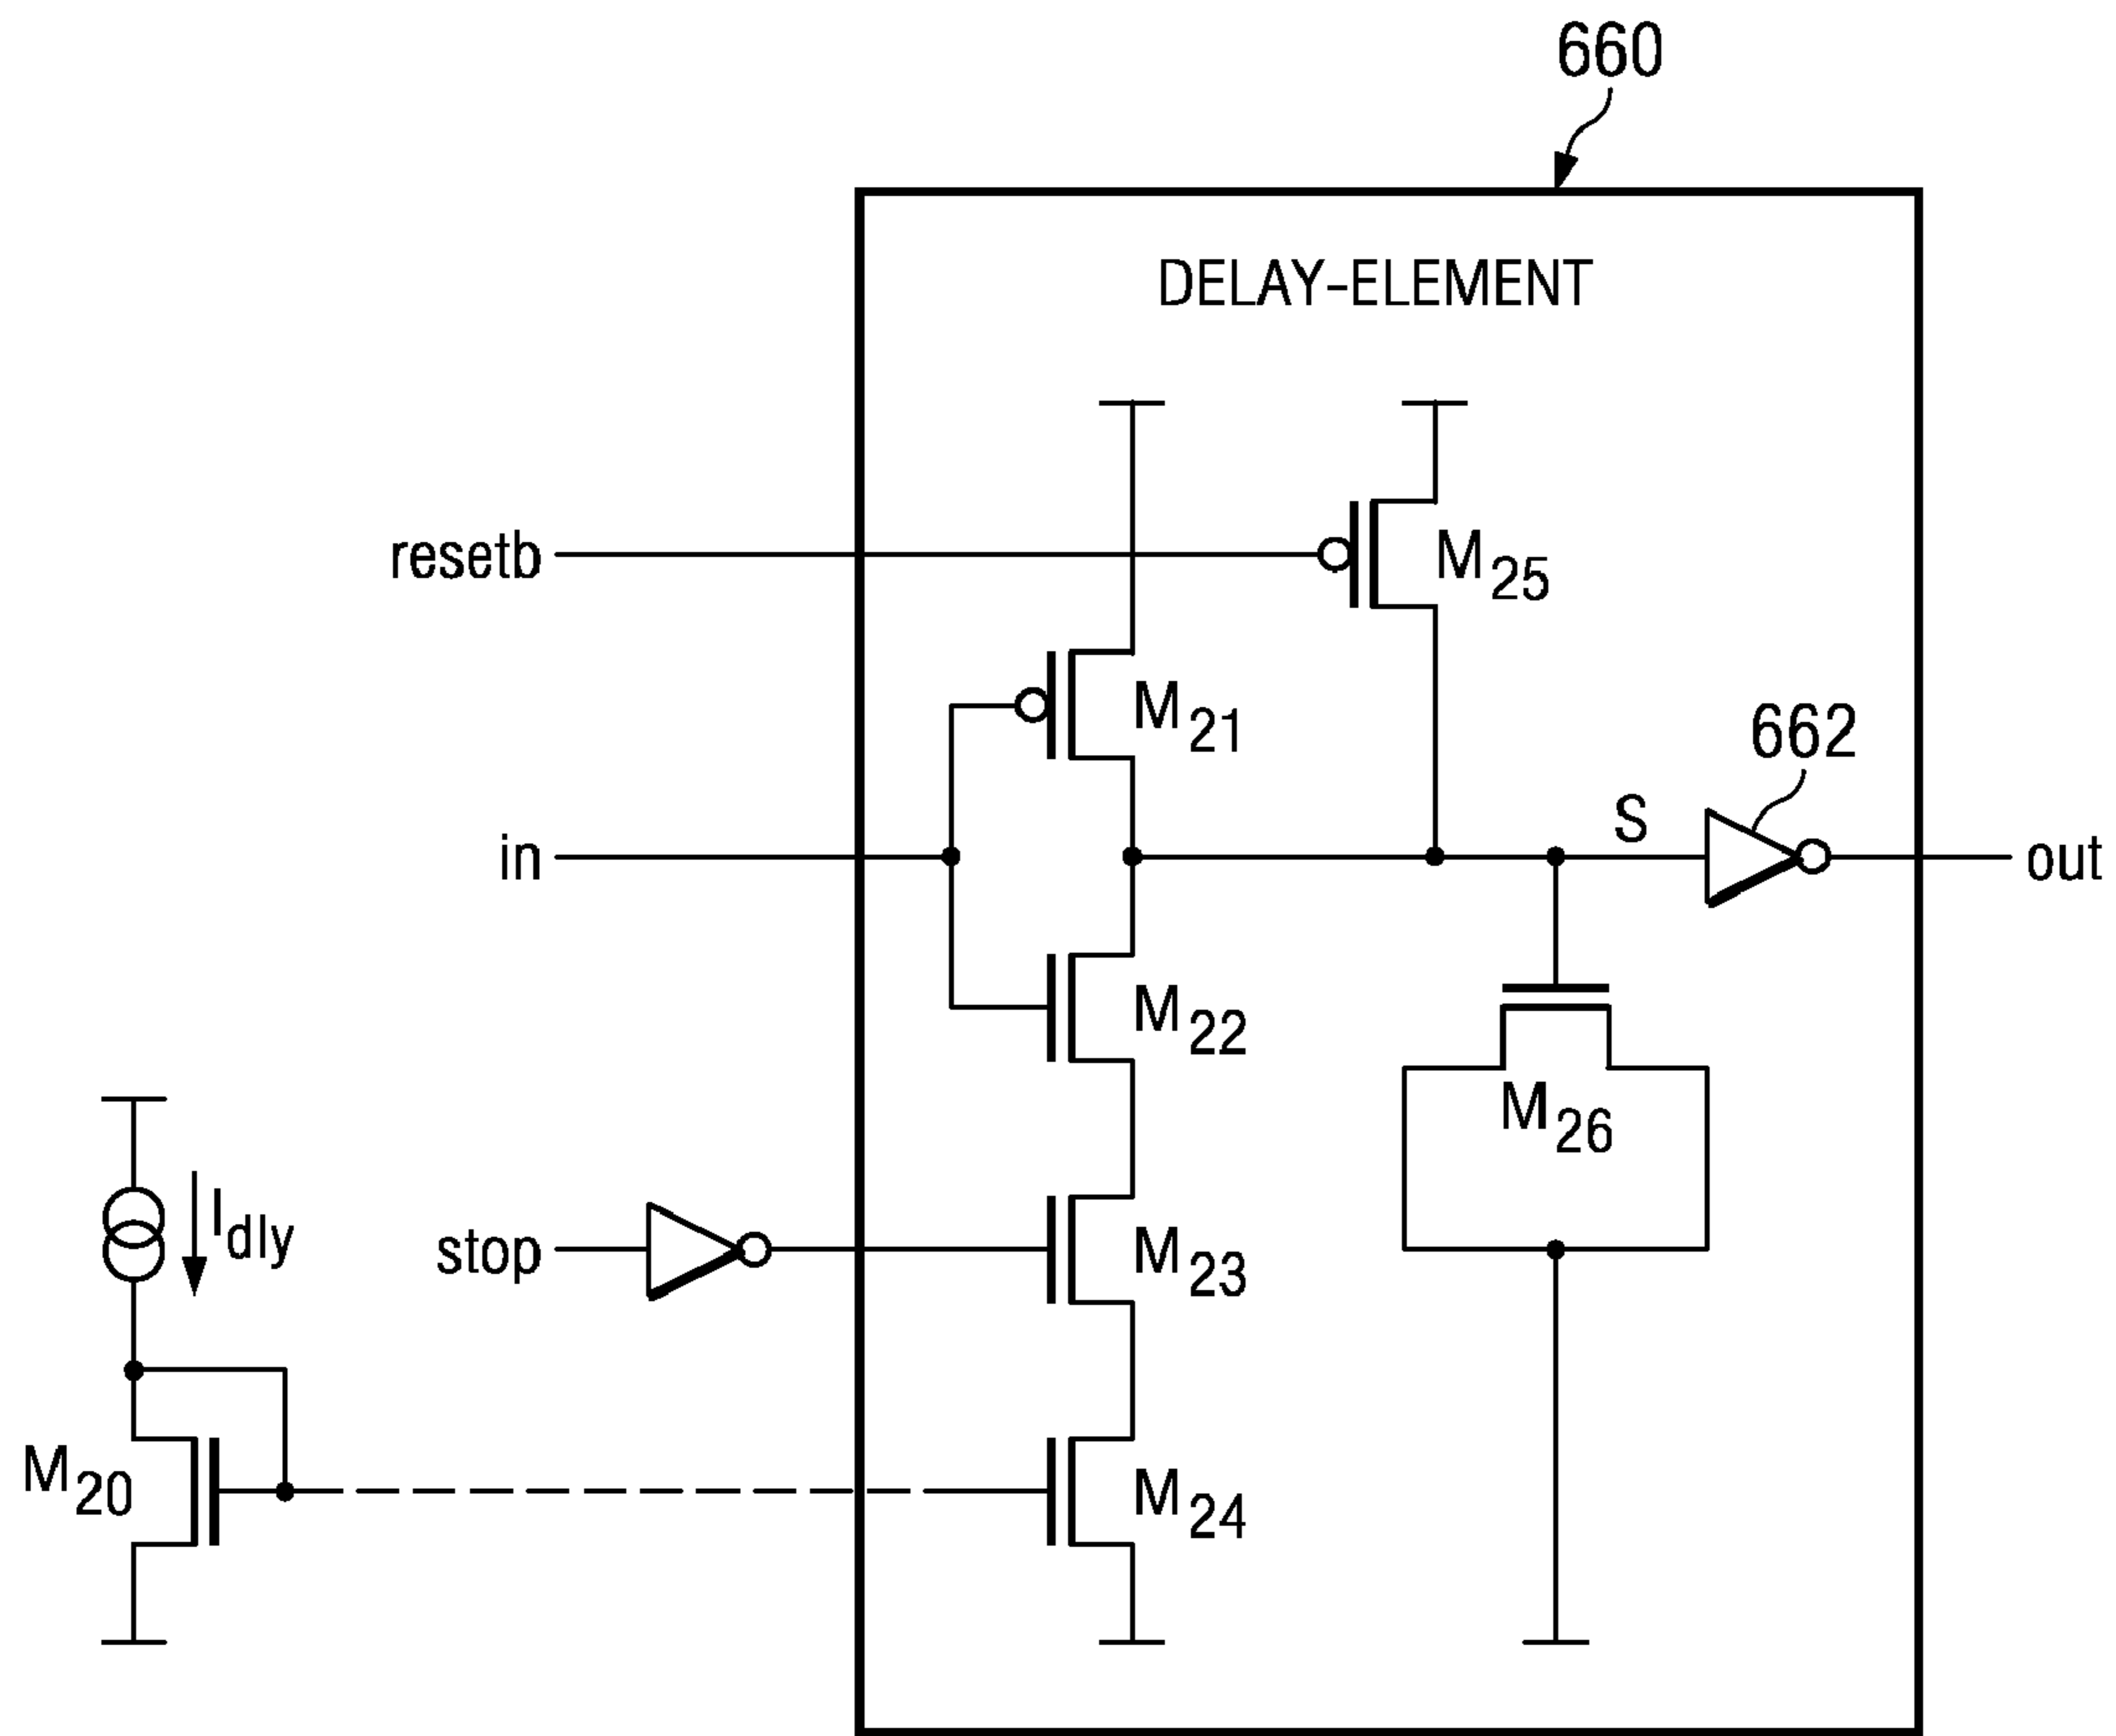 660
DELAY-ELEMENT
resetb
M25
M21
662
S
in
out
M22
M26
Idly
stop
M23
M20
M24